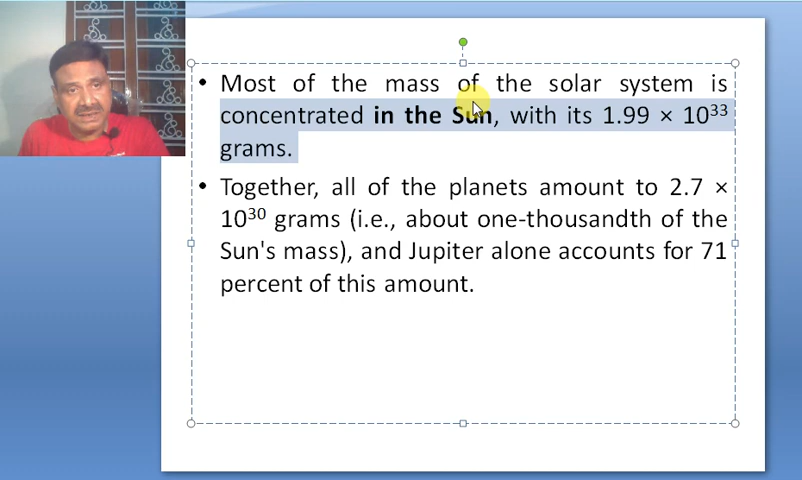 • Most of the mass of the solar system is
concentrated in the Sun, with its 1.99 × 10³³
grams.
• Together, all of the planets amount to 2.7 ×
10³⁰ grams (i.e., about one-thousandth of the
Sun's mass), and Jupiter alone accounts for 71
percent of this amount.